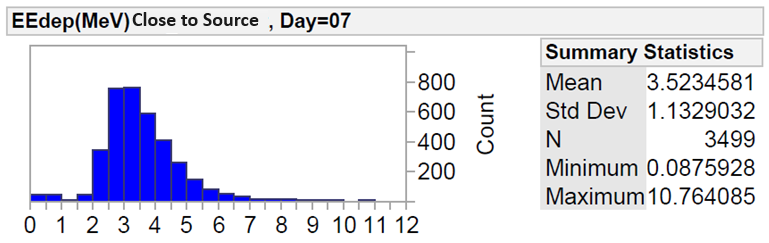 EEdep(MeV) Close to Source , Day=07
800
600
400
200
Count
0 1 2 3 4 5 6 7 8 9 10 11 12
Summary Statistics
Mean 3.5234581
Std Dev 1.1329032
N 3499
Minimum 0.0875928
Maximum 10.764085